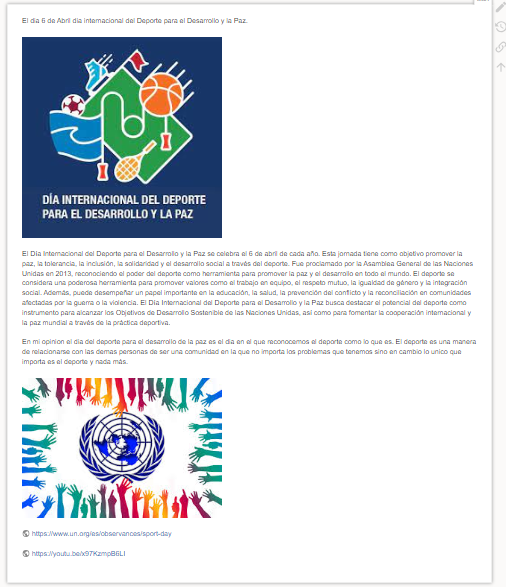 El día 6 de Abril día internacional del Deporte para el Desarrollo y la Paz.
DÍA INTERNACIONAL DEL DEPORTE
PARA EL DESARROLLO Y LA PAZ
El Día Internacional del Deporte para el Desarrollo y la Paz se celebra el 6 de abril de cada año. Esta jornada tiene como objetivo promover la
paz, la tolerancia, la inclusión, la solidaridad y el desarrollo social a través del deporte. Fue proclamado por la Asamblea General de las Naciones
Unidas en 2013, reconociendo el poder del deporte como herramienta para promover la paz y el desarrollo en todo el mundo. El deporte se
considera una poderosa herramienta para promover valores como el trabajo en equipo, el respeto mutuo, la igualdad de género y la integración
social. Además, puede desempeñar un papel importante en la educación, la salud, la prevención del conflicto y la reconciliación en comunidades
afectadas por la guerra o la violencia. El Día Internacional del Deporte para el Desarrollo y la Paz busca destacar el potencial del deporte como
instrumento para alcanzar los Objetivos de Desarrollo Sostenible de las Naciones Unidas, así como para fomentar la cooperación internacional y
la paz mundial a través de la práctica deportiva.
En mi opinion el día del deporte para el desarrollo de la paz es el dia en el que reconocemos el deporte como lo que es. El deporte es una manera
de relacionarse con las demas personas de ser una comunidad en la que no importa los problemas que tenemos sino en cambio lo unico que
importa es el deporte y nada más.
https://www.un.org/es/observances/sport-day
https://youtu.be/x97KzmpB6LI